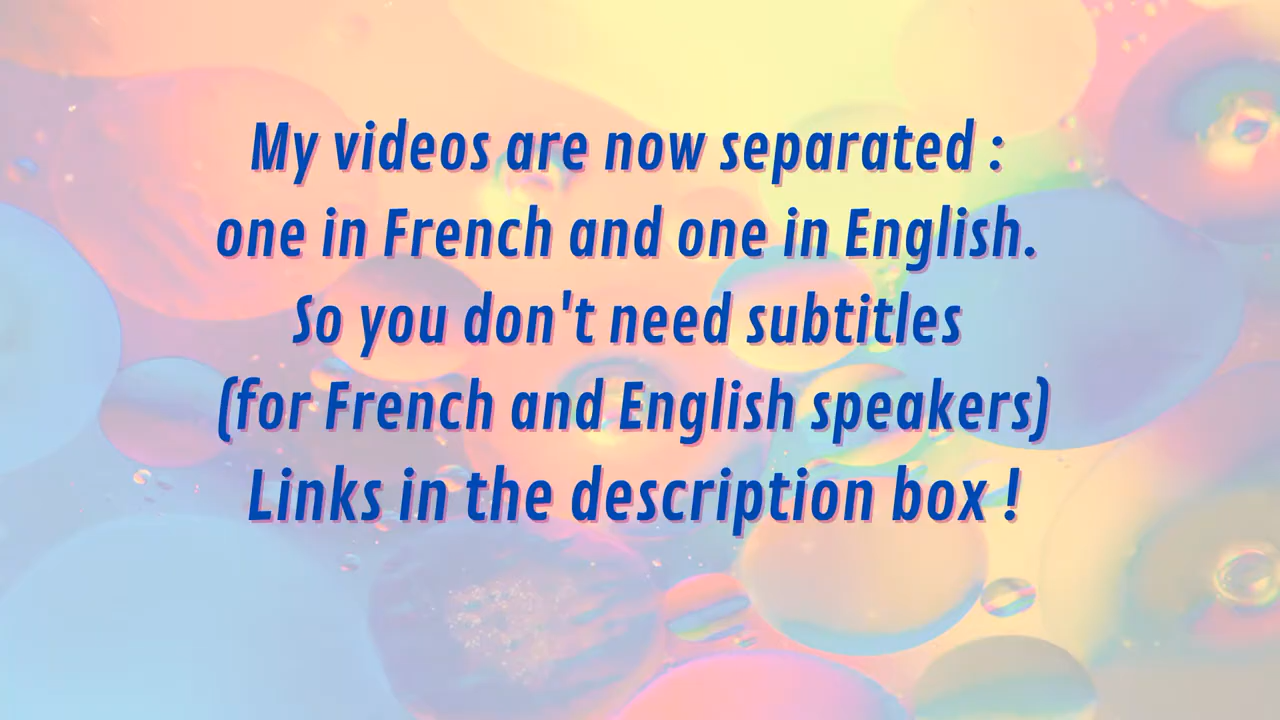 My videos are now separated :
one in French and one in English.
So you don't need subtitles
(for French and English speakers)
Links in the description box !